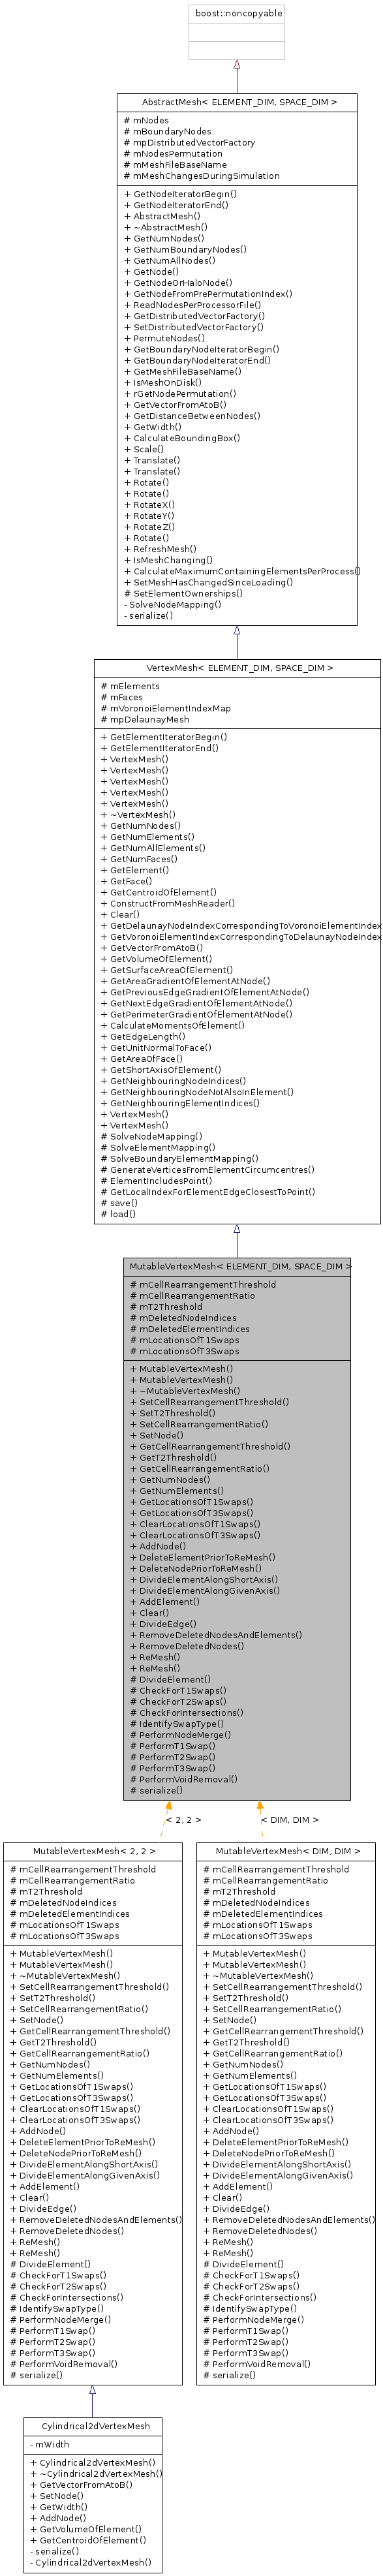 boost::noncopyable
AbstractMesh< ELEMENT_DIM, SPACE_DIM >
# mNodes
# mBoundaryNodes
# mpDistributedVectorFactory
# mNodesPermutation
# mMeshFileBaseName
# mMeshChangesDuringSimulation
+ GetNodeIteratorBegin()
+ GetNodeIteratorEnd()
+ AbstractMesh()
+ ~AbstractMesh()
+ GetNumNodes()
+ GetNumBoundaryNodes()
+ GetNumAllNodes()
+ GetNode()
+ GetNodeOrHaloNode()
+ GetNodeFromPrePermutationIndex()
+ ReadNodesPerProcessorFile()
+ GetDistributedVectorFactory()
+ SetDistributedVectorFactory()
+ PermuteNodes()
+ GetBoundaryNodeIteratorBegin()
+ GetBoundaryNodeIteratorEnd()
+ GetMeshFileBaseName()
+ IsMeshOnDisk()
+ rGetNodePermutation()
+ GetVectorFromAtoB()
+ GetDistanceBetweenNodes()
+ GetWidth()
+ CalculateBoundingBox()
+ Scale()
+ Translate()
+ Translate()
+ Rotate()
+ Rotate()
+ RotateX()
+ RotateY()
+ RotateZ()
+ Rotate()
+ RefreshMesh()
+ IsMeshChanging()
+ CalculateMaximumContainingElementsPerProcess()
+ SetMeshHasChangedSinceLoading()
# SetElementOwnerships()
- SolveNodeMapping()
- serialize()
VertexMesh< ELEMENT_DIM, SPACE_DIM >
# mElements
# mFaces
# mVoronoiElementIndexMap
# mpDelaunayMesh
+ GetElementIteratorBegin()
+ GetElementIteratorEnd()
+ VertexMesh()
+ VertexMesh()
+ VertexMesh()
+ VertexMesh()
+ VertexMesh()
+ ~VertexMesh()
+ GetNumNodes()
+ GetNumElements()
+ GetNumAllElements()
+ GetNumFaces()
+ GetElement()
+ GetFace()
+ GetCentroidOfElement()
+ ConstructFromMeshReader()
+ Clear()
+ GetDelaunayNodeIndexCorrespondingToVoronoiElementIndex
+ GetVoronoiElementIndexCorrespondingToDelaunayNodeIndex
+ GetVectorFromAtoB()
+ GetVolumeOfElement()
+ GetSurfaceAreaOfElement()
+ GetAreaGradientOfElementAtNode()
+ GetPreviousEdgeGradientOfElementAtNode()
+ GetNextEdgeGradientOfElementAtNode()
+ GetPerimeterGradientOfElementAtNode()
+ CalculateMomentsOfElement()
+ GetEdgeLength()
+ GetUnitNormalToFace()
+ GetAreaOfFace()
+ GetShortAxisOfElement()
+ GetNeighbouringNodeIndices()
+ GetNeighbouringNodeNotAlsoInElement()
+ GetNeighbouringElementIndices()
+ VertexMesh()
+ VertexMesh()
# SolveNodeMapping()
# SolveElementMapping()
# SolveBoundaryElementMapping()
# GenerateVerticesFromElementCircumcentres()
# ElementIncludesPoint()
# GetLocalIndexForElementEdgeClosestToPoint()
# save()
# load()
MutableVertexMesh< ELEMENT_DIM, SPACE_DIM >
# mCellRearrangementThreshold
# mCellRearrangementRatio
# mT2Threshold
# mDeletedNodeIndices
# mDeletedElementIndices
# mLocationsOfT1Swaps
# mLocationsOfT3Swaps
+ MutableVertexMesh()
+ MutableVertexMesh()
+ ~MutableVertexMesh()
+ SetCellRearrangementThreshold()
+ SetT2Threshold()
+ SetCellRearrangementRatio()
+ SetNode()
+ GetCellRearrangementThreshold()
+ GetT2Threshold()
+ GetCellRearrangementRatio()
+ GetNumNodes()
+ GetNumElements()
+ GetLocationsOfT1Swaps()
+ GetLocationsOfT3Swaps()
+ ClearLocationsOfT1Swaps()
+ ClearLocationsOfT3Swaps()
+ AddNode()
+ DeleteElementPriorToReMesh()
+ DeleteNodePriorToReMesh()
+ DivideElementAlongShortAxis()
+ DivideElementAlongGivenAxis()
+ AddElement()
+ Clear()
+ DivideEdge()
+ RemoveDeletedNodesAndElements()
+ RemoveDeletedNodes()
+ ReMesh()
+ ReMesh()
# DivideElement()
# CheckForT1Swaps()
# CheckForT2Swaps()
# CheckForIntersections()
# IdentifySwapType()
# PerformNodeMerge()
# PerformT1Swap()
# PerformT2Swap()
# PerformT3Swap()
# PerformVoidRemoval()
# serialize()
< 2, 2 >
< DIM, DIM >
MutableVertexMesh< 2, 2 >
# mCellRearrangementThreshold
# mCellRearrangementRatio
# mT2Threshold
# mDeletedNodeIndices
# mDeletedElementIndices
# mLocationsOfT1Swaps
# mLocationsOfT3Swaps
+ MutableVertexMesh()
+ MutableVertexMesh()
+ ~MutableVertexMesh()
+ SetCellRearrangementThreshold()
+ SetT2Threshold()
+ SetCellRearrangementRatio()
+ SetNode()
+ GetCellRearrangementThreshold()
+ GetT2Threshold()
+ GetCellRearrangementRatio()
+ GetNumNodes()
+ GetNumElements()
+ GetLocationsOfT1Swaps()
+ GetLocationsOfT3Swaps()
+ ClearLocationsOfT1Swaps()
+ ClearLocationsOfT3Swaps()
+ AddNode()
+ DeleteElementPriorToReMesh()
+ DeleteNodePriorToReMesh()
+ DivideElementAlongShortAxis()
+ DivideElementAlongGivenAxis()
+ AddElement()
+ Clear()
+ DivideEdge()
+ RemoveDeletedNodesAndElements()
+ RemoveDeletedNodes()
+ ReMesh()
+ ReMesh()
# DivideElement()
# CheckForT1Swaps()
# CheckForT2Swaps()
# CheckForIntersections()
# IdentifySwapType()
# PerformNodeMerge()
# PerformT1Swap()
# PerformT2Swap()
# PerformT3Swap()
# PerformVoidRemoval()
# serialize()
MutableVertexMesh< DIM, DIM >
# mCellRearrangementThreshold
# mCellRearrangementRatio
# mT2Threshold
# mDeletedNodeIndices
# mDeletedElementIndices
# mLocationsOfT1Swaps
# mLocationsOfT3Swaps
+ MutableVertexMesh()
+ MutableVertexMesh()
+ ~MutableVertexMesh()
+ SetCellRearrangementThreshold()
+ SetT2Threshold()
+ SetCellRearrangementRatio()
+ SetNode()
+ GetCellRearrangementThreshold()
+ GetT2Threshold()
+ GetCellRearrangementRatio()
+ GetNumNodes()
+ GetNumElements()
+ GetLocationsOfT1Swaps()
+ GetLocationsOfT3Swaps()
+ ClearLocationsOfT1Swaps()
+ ClearLocationsOfT3Swaps()
+ AddNode()
+ DeleteElementPriorToReMesh()
+ DeleteNodePriorToReMesh()
+ DivideElementAlongShortAxis()
+ DivideElementAlongGivenAxis()
+ AddElement()
+ Clear()
+ DivideEdge()
+ RemoveDeletedNodesAndElements()
+ RemoveDeletedNodes()
+ ReMesh()
+ ReMesh()
# DivideElement()
# CheckForT1Swaps()
# CheckForT2Swaps()
# CheckForIntersections()
# IdentifySwapType()
# PerformNodeMerge()
# PerformT1Swap()
# PerformT2Swap()
# PerformT3Swap()
# PerformVoidRemoval()
# serialize()
Cylindrical2dVertexMesh
- mWidth
+ Cylindrical2dVertexMesh()
+ ~Cylindrical2dVertexMesh()
+ GetVectorFromAtoB()
+ SetNode()
+ GetWidth()
+ AddNode()
+ GetVolumeOfElement()
+ GetCentroidOfElement()
- serialize()
- Cylindrical2dVertexMesh()